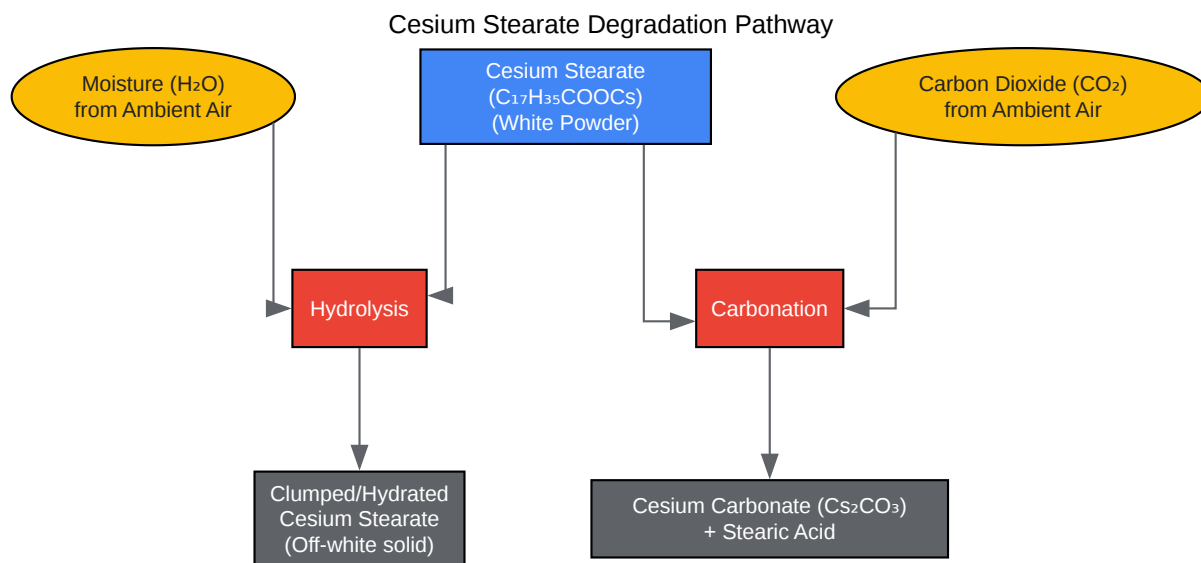 Cesium Stearate Degradation Pathway
Moisture (H₂O)
from Ambient Air
Cesium Stearate
(C₁₇H₃₅COOCs)
(White Powder)
Carbon Dioxide (CO₂)
from Ambient Air
Hydrolysis
Carbonation
Clumped/Hydrated
Cesium Stearate
(Off-white solid)
Cesium Carbonate (Cs₂CO₃)
+ Stearic Acid